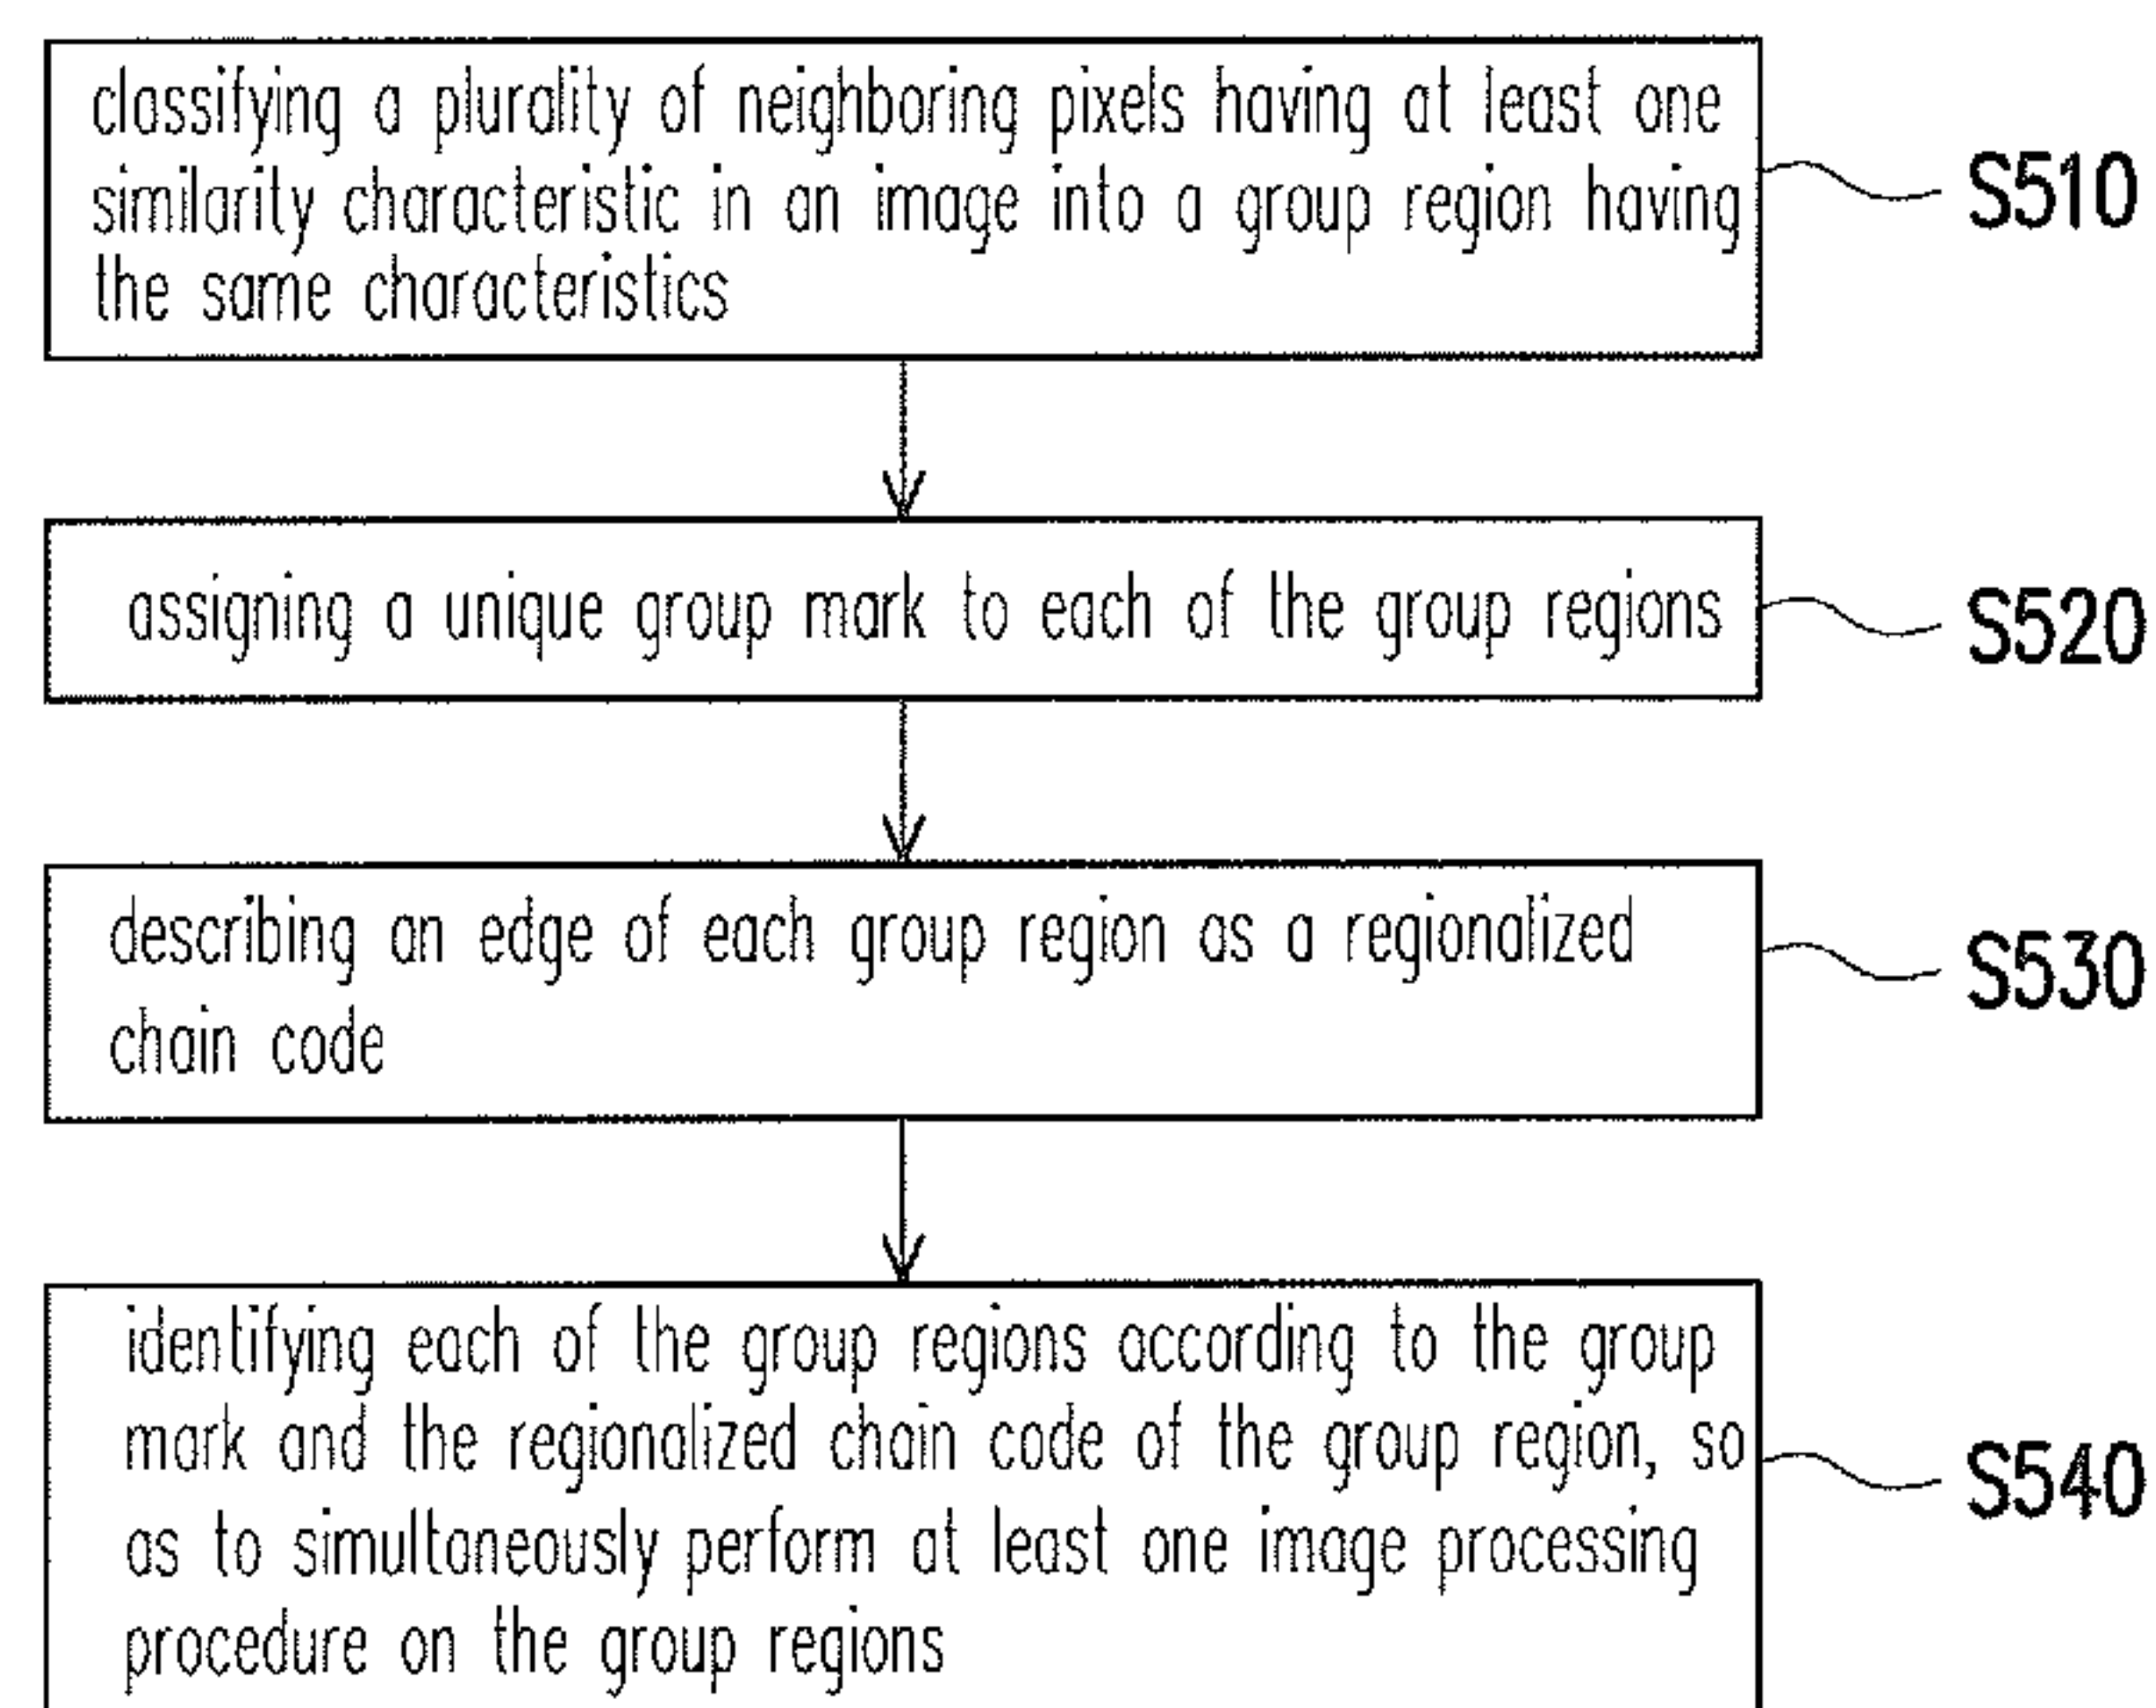 classifying a plurality of neighboring pixels having at least one
similarity characteristic in an image into a group region having
the same characteristics
S510
assigning a unique group mark to each of the group regions
S520
describing an edge of each group region as a regionalized
chain code
S530
identifying each of the group regions according to the group
mark and the regionalized chain code of the group region, so
as to simultaneously perform at least one image processing
procedure on the group regions
S540